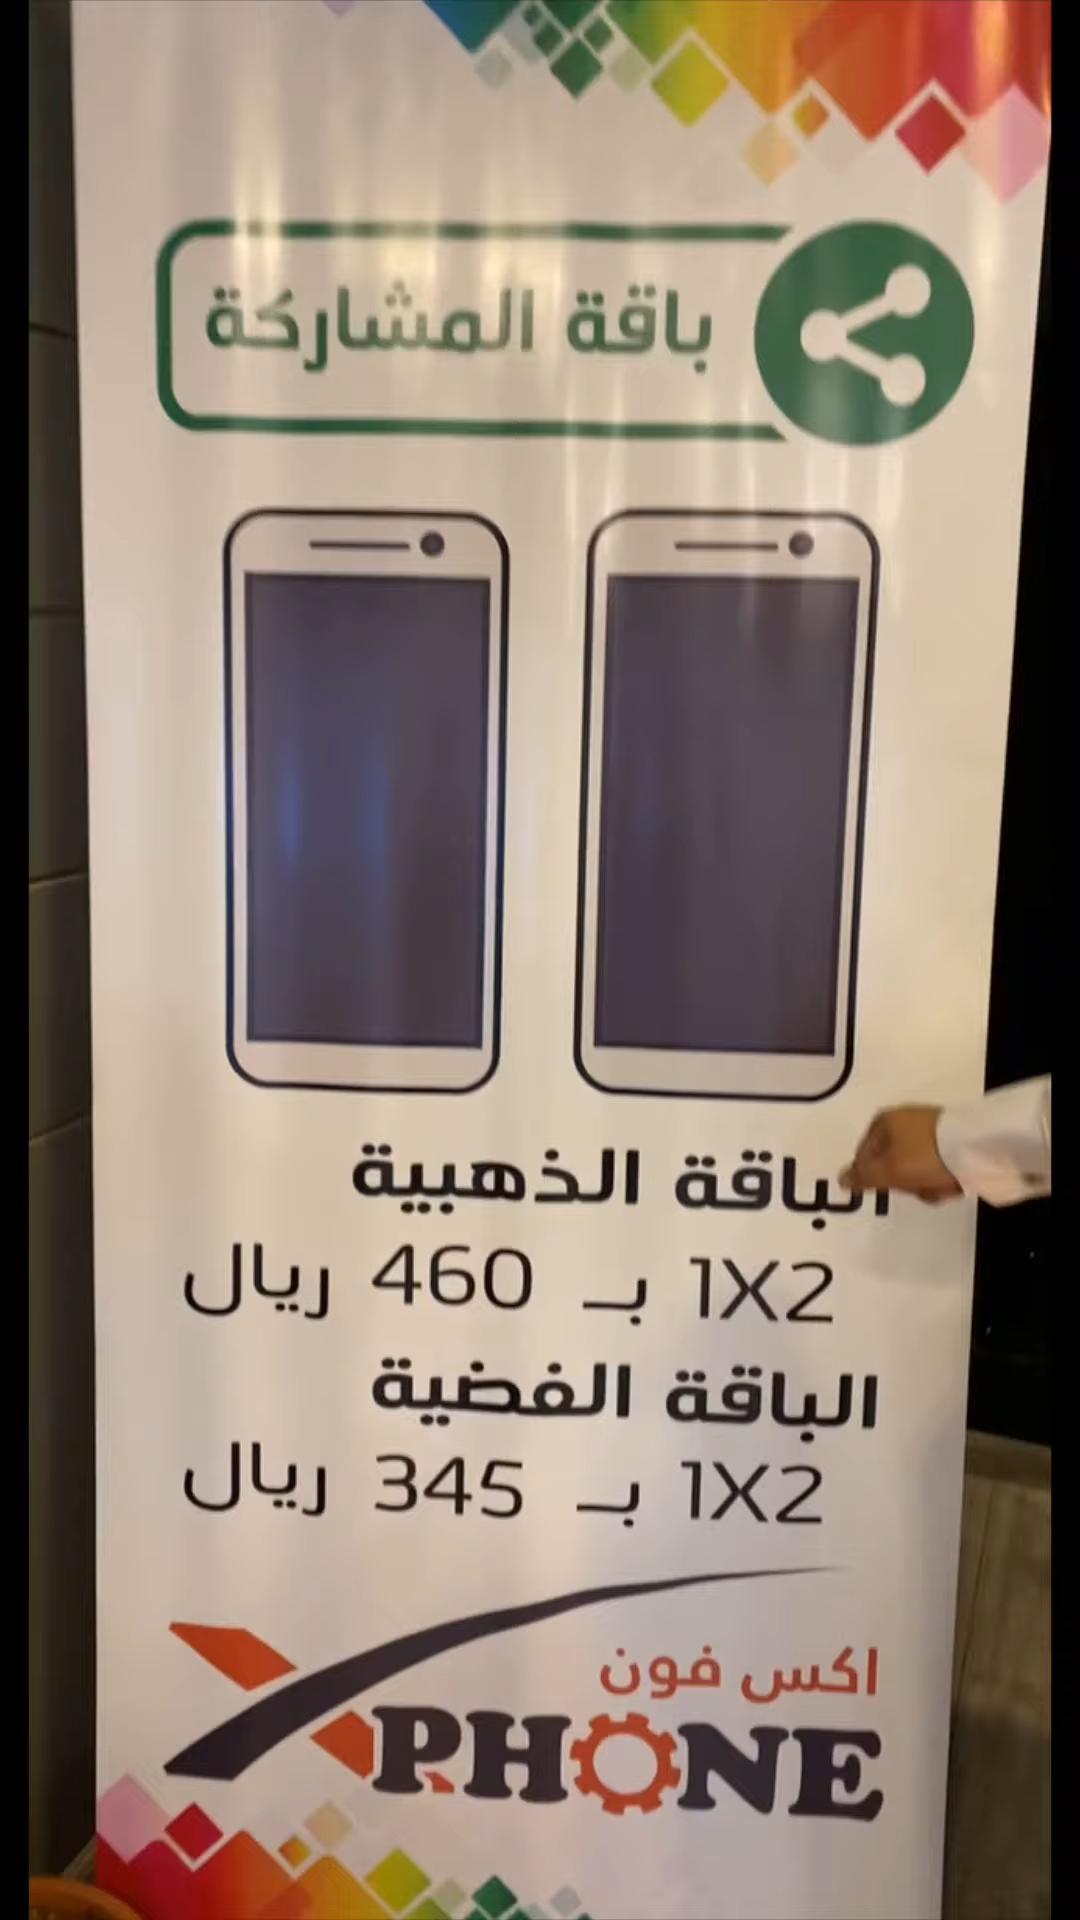 باقة المشاركة
الباقة الذهبية
1X2 بـ 460 ريال
الباقة الفضية
1X2 بـ 345 ريال
اكس فون
XPHONE